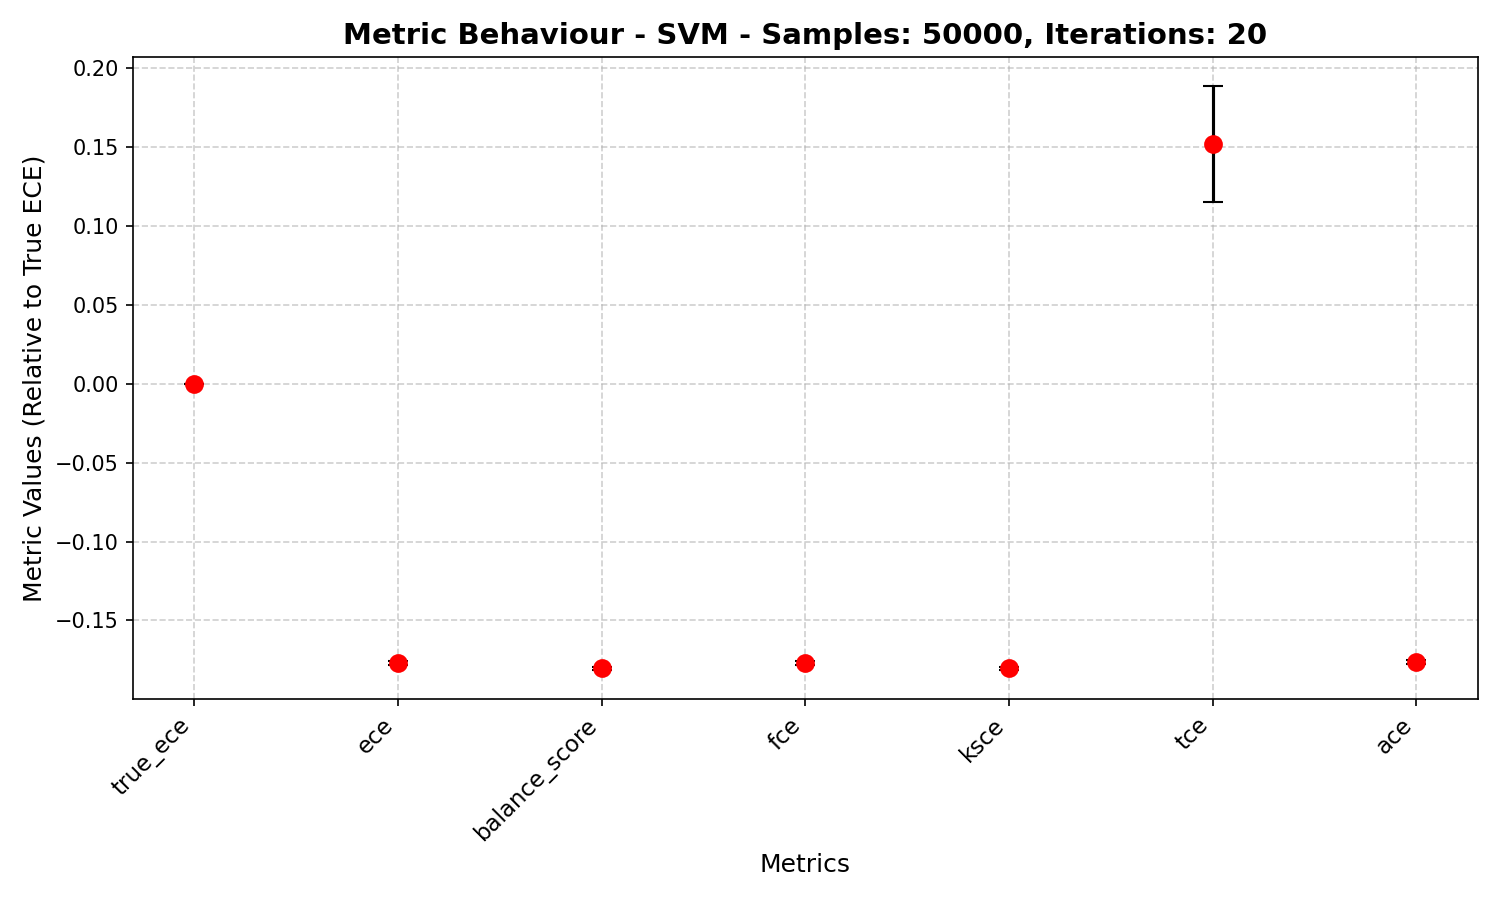 Metric Behaviour - SVM - Samples: 50000, Iterations: 20
Metric Values (Relative to True ECE)
0.20
0.15
0.10
0.05
0.00
−0.05
−0.10
−0.15
true_ece
ece
balance_score
fce
ksce
tce
ace
Metrics